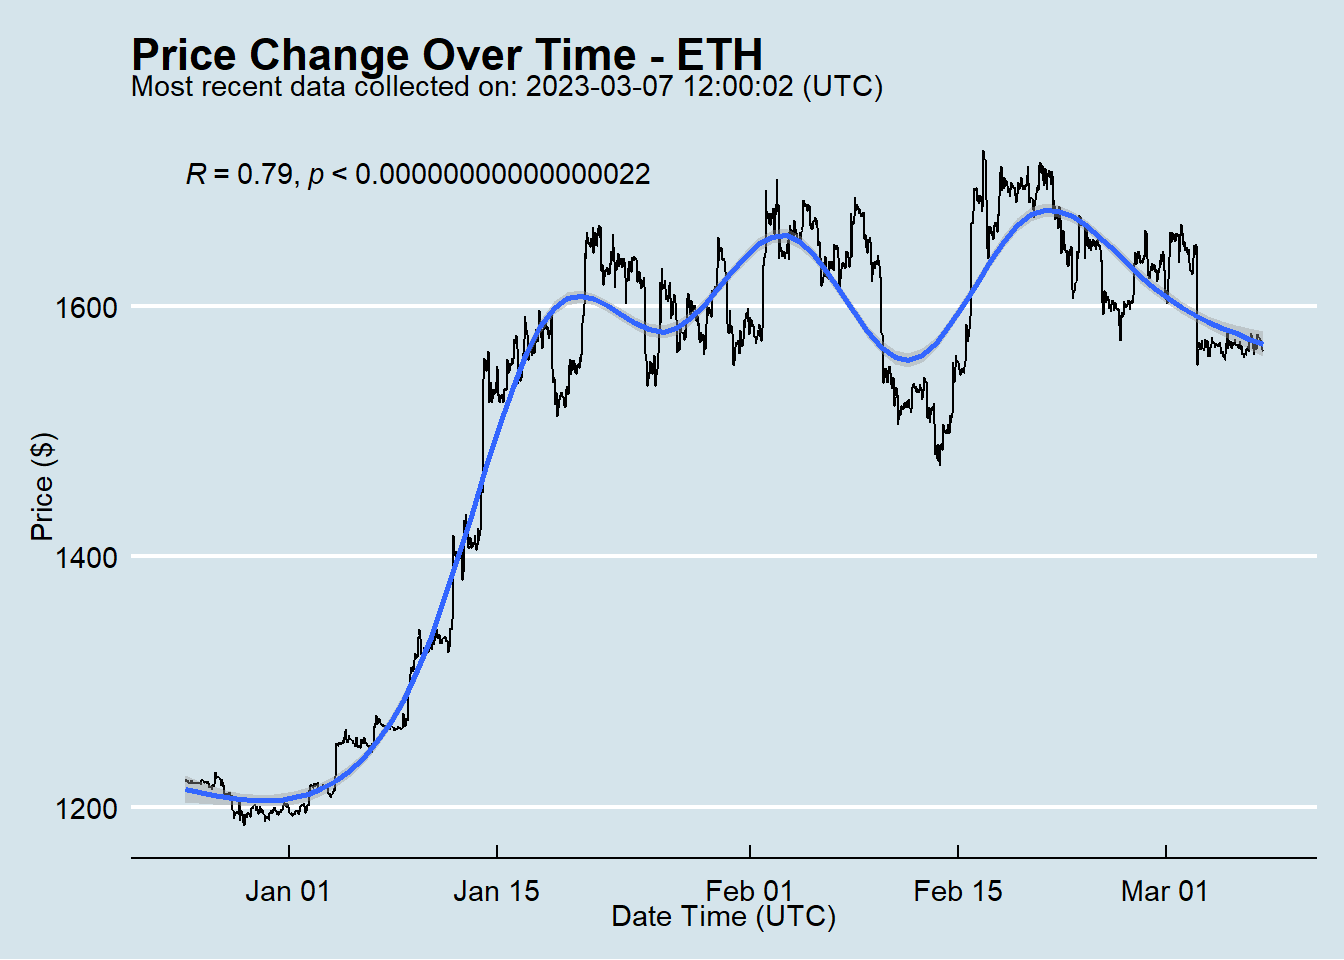 Price Change Over Time - ETH
Most recent data collected on: 2023-03-07 12:00:02 (UTC)
R = 0.79, p < 0.00000000000000022
1600
1400
1200
Price ($)
Jan 01
Jan 15
Feb 01
Feb 15
Mar 01
Date Time (UTC)